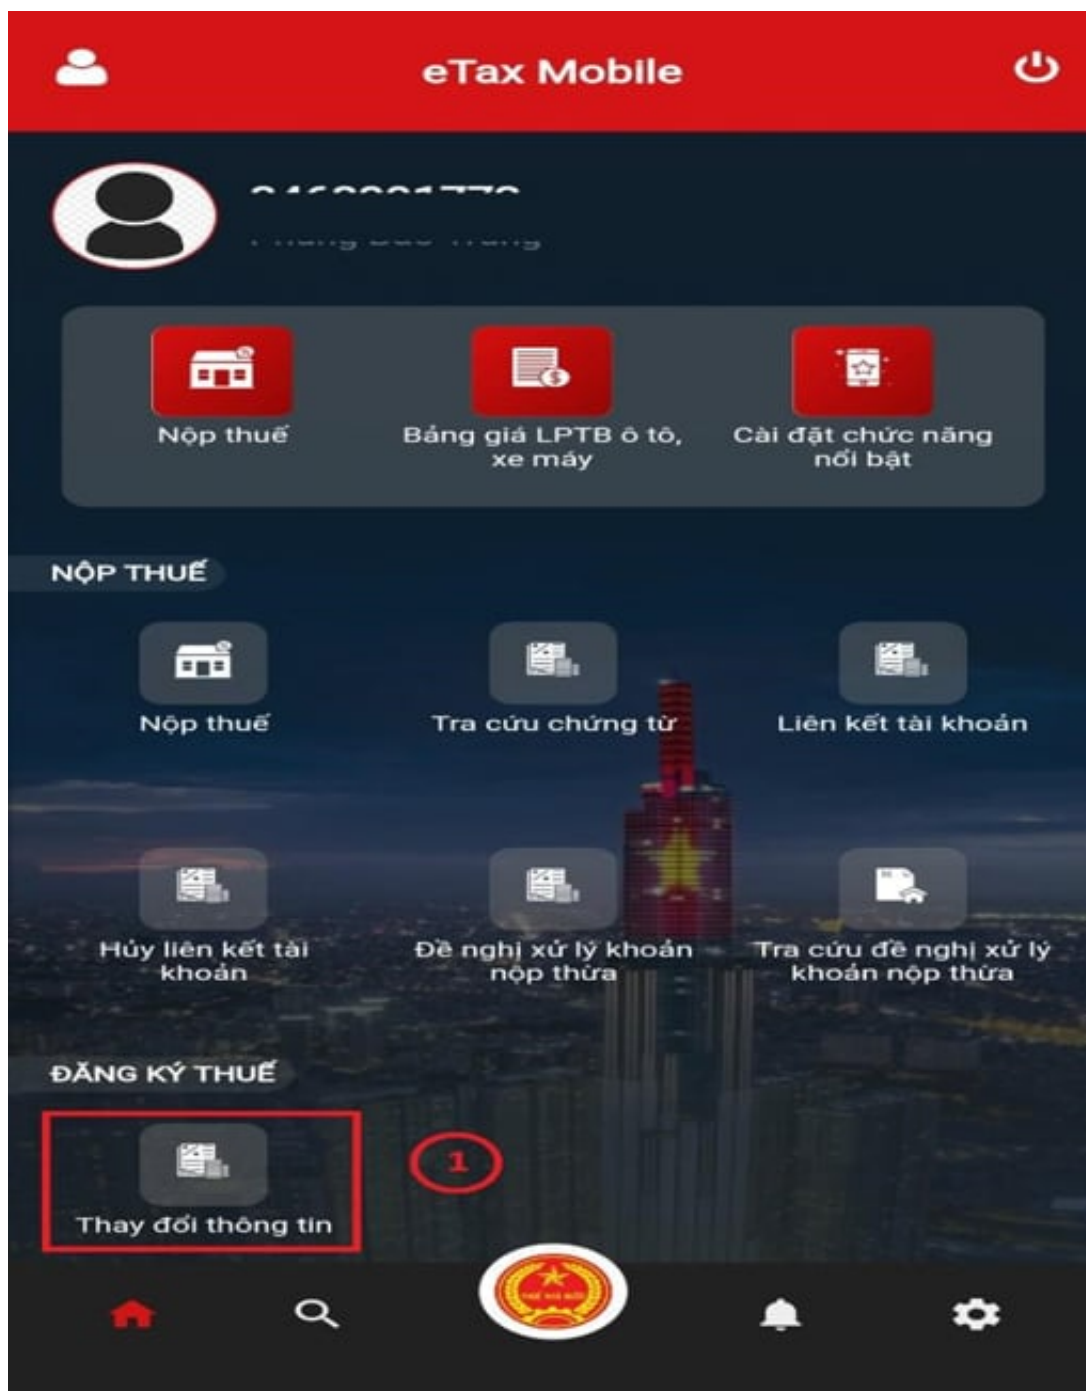 eTax Mobile
Nộp thuế
Bảng giá LPTB ô tô,
xe máy
Cài đặt chức năng
nổi bật
NỘP THUẾ
Nộp thuế
Tra cứu chứng từ
Liên kết tài khoản
Hủy liên kết tài
khoản
Đề nghị xử lý khoản
nộp thừa
Tra cứu đề nghị xử lý
khoản nộp thừa
ĐĂNG KÝ THUẾ
Thay đổi thông tin
1